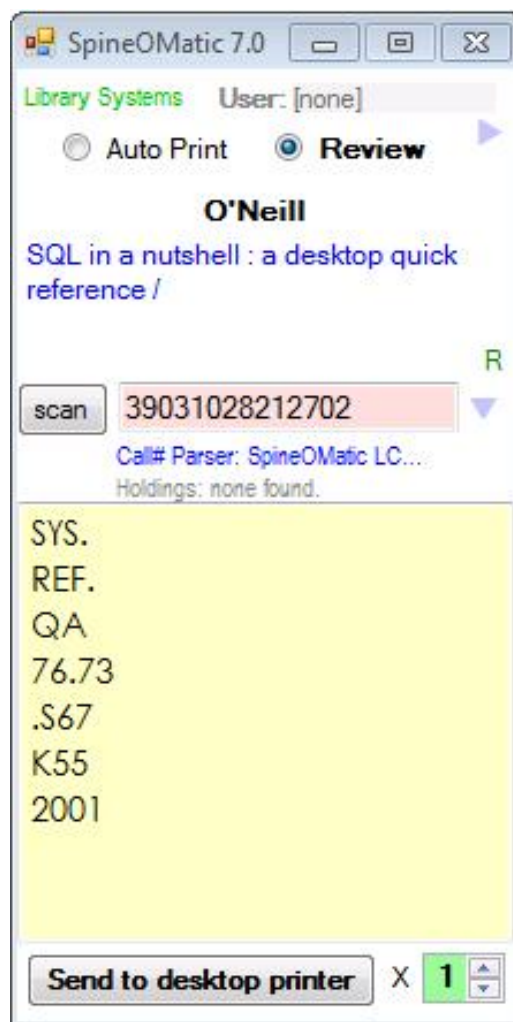 SpineOMatic 7.0
Library Systems User: [none]
Auto Print Review
O'Neill
SQL in a nutshell : a desktop quick
reference /
R
scan 39031028212702
Call# Parser: SpineOMatic LC...
Holdings: none found.
SYS.
REF.
QA
76.73
.S67
K55
2001
Send to desktop printer X 1